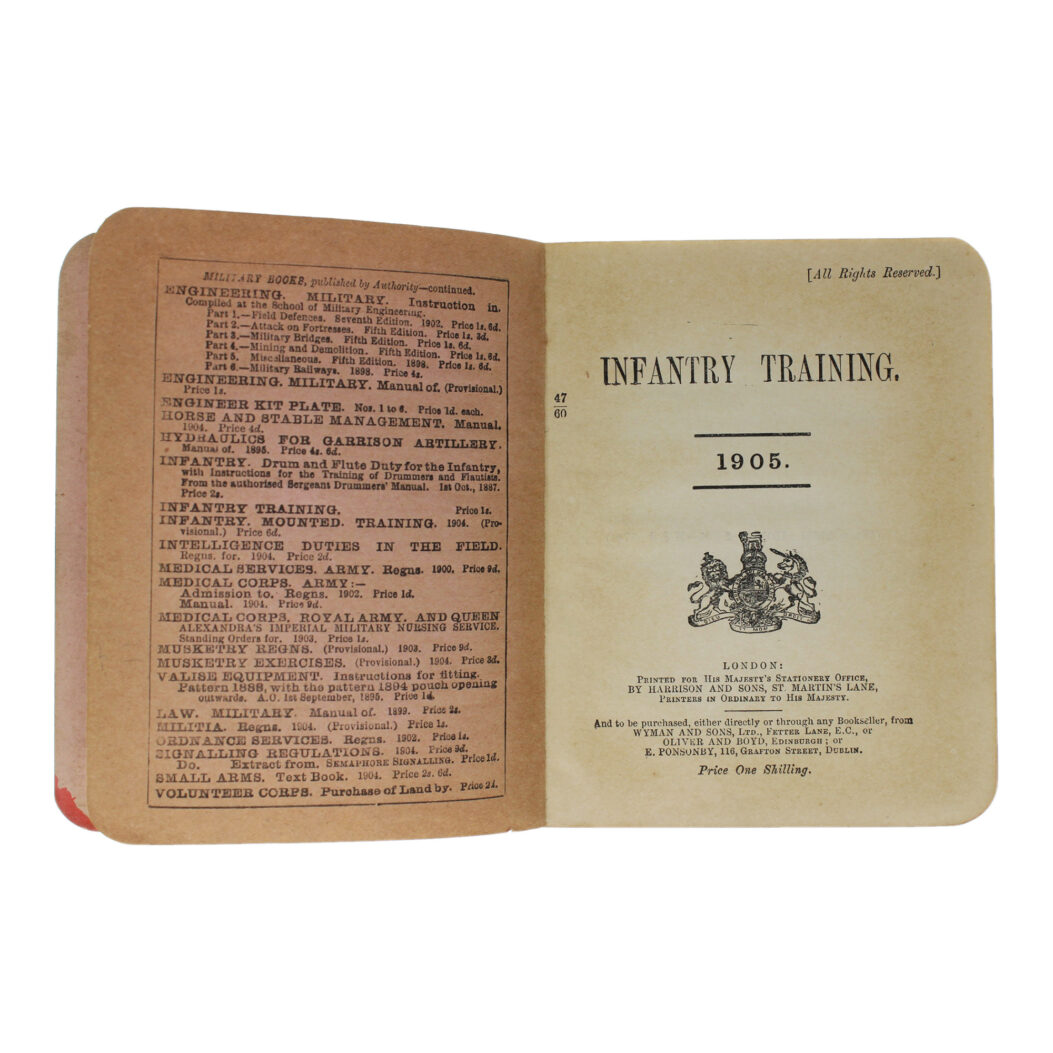 MILITARY BOOKS, published by Authority—continued.
ENGINEERING. MILITARY. Instruction in.
Compiled at the School of Military Engineering.
Part 1.—Field Defences. Seventh Edition. 1902. Price 1s. 6d.
Part 2.—Attack on Fortresses. Fifth Edition. Price 1s. 3d.
Part 3.—Military Bridges. Fifth Edition. Price 1s. 6d.
Part 4.—Mining and Demolition. Fifth Edition. Price 1s. 6d.
Part 5. Miscellaneous. Fifth Edition. 1898. Price 1s. 6d.
Part 6.—Military Railways. 1898. Price 4s.
ENGINEERING. MILITARY. Manual of. (Provisional.)
Price 1s.
ENGINEER KIT PLATE. Nos. 1 to 6. Price 1d. each.
HORSE AND STABLE MANAGEMENT. Manual.
1904. Price 4d.
HYDRAULICS FOR GARRISON ARTILLERY.
Manual of. 1895. Price 4s. 6d.
INFANTRY. Drum and Flute Duty for the Infantry,
with Instructions for the Training of Drummers and Flautists.
From the authorised Sergeant Drummers' Manual. 1st Oct., 1887.
Price 2s.
INFANTRY TRAINING. Price 1s.
INFANTRY. MOUNTED. TRAINING. 1904. (Pro-
visional.) Price 6d.
INTELLIGENCE DUTIES IN THE FIELD.
Regns. for. 1904. Price 2d.
MEDICAL SERVICES. ARMY. Regns. 1900. Price 9d.
MEDICAL CORPS. ARMY:—
Admission to. Regns. 1902. Price 1d.
Manual. 1904. Price 9d.
MEDICAL CORPS, ROYAL ARMY. AND QUEEN
ALEXANDRA'S IMPERIAL MILITARY NURSING SERVICE.
Standing Orders for. 1903. Price 1s.
MUSKETRY REGNS. (Provisional.) 1903. Price 9d.
MUSKETRY EXERCISES. (Provisional.) 1904. Price 3d.
VALISE EQUIPMENT. Instructions for fitting.
Pattern 1888, with the pattern 1894 pouch opening
outwards. A.O. 1st September, 1895. Price 1d.
LAW. MILITARY. Manual of. 1899. Price 2s.
MILITIA. Regns. 1904. (Provisional.) Price 1s.
ORDNANCE SERVICES. Regns. 1902. Price 1s.
SIGNALLING REGULATIONS. 1904. Price 9d.
Do. Extract from. SEMAPHORE SIGNALLING. Price 1d.
SMALL ARMS. Text Book. 1904. Price 2s. 6d.
VOLUNTEER CORPS. Purchase of Land by. Price 2d.
[All Rights Reserved.]
INFANTRY TRAINING.
47
60
1905.
LONDON:
PRINTED FOR HIS MAJESTY'S STATIONERY OFFICE,
BY HARRISON AND SONS, ST. MARTIN'S LANE,
PRINTERS IN ORDINARY TO HIS MAJESTY.
And to be purchased, either directly or through any Bookseller, from
WYMAN AND SONS, LTD., FETTER LANE, E.C., or
OLIVER AND BOYD, EDINBURGH; or
E. PONSONBY, 116, GRAFTON STREET, DUBLIN.
Price One Shilling.